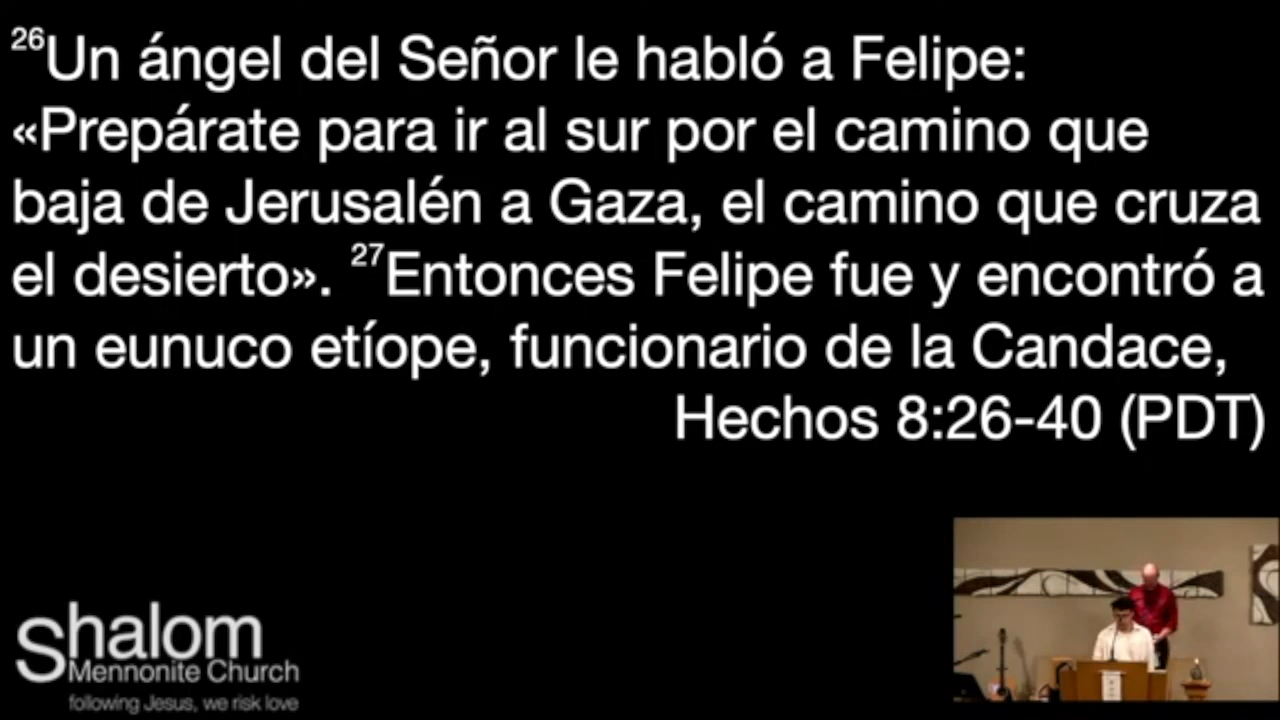 26Un ángel del Señor le habló a Felipe:
«Prepárate para ir al sur por el camino que
baja de Jerusalén a Gaza, el camino que cruza
el desierto». 27Entonces Felipe fue y encontró a
un eunuco etíope, funcionario de la Candace,
Hechos 8:26-40 (PDT)
Shalom
Mennonite Church
following Jesus, we risk love